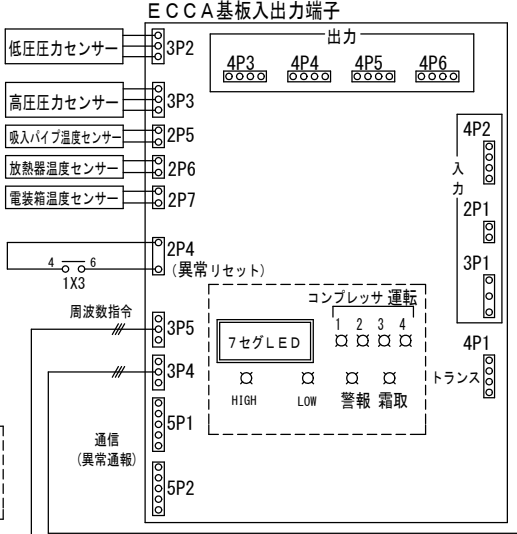 ECCA基板入出力端子
低圧圧力センサー 3P2
高圧圧力センサー 3P3
吸入パイプ温度センサー 2P5
放熱器温度センサー 2P6
電装箱温度センサー 2P7
2P4
(異常リセット)
4 6
1X3
周波数指令
3P5
3P4
5P1
通信
(異常通報)
5P2
出力
4P3 4P4 4P5 4P6
4P2
入力
2P1
3P1
4P1
トランス
コンプレッサ 運転
1 2 3 4
7セグLED
HIGH LOW 警報 霜取